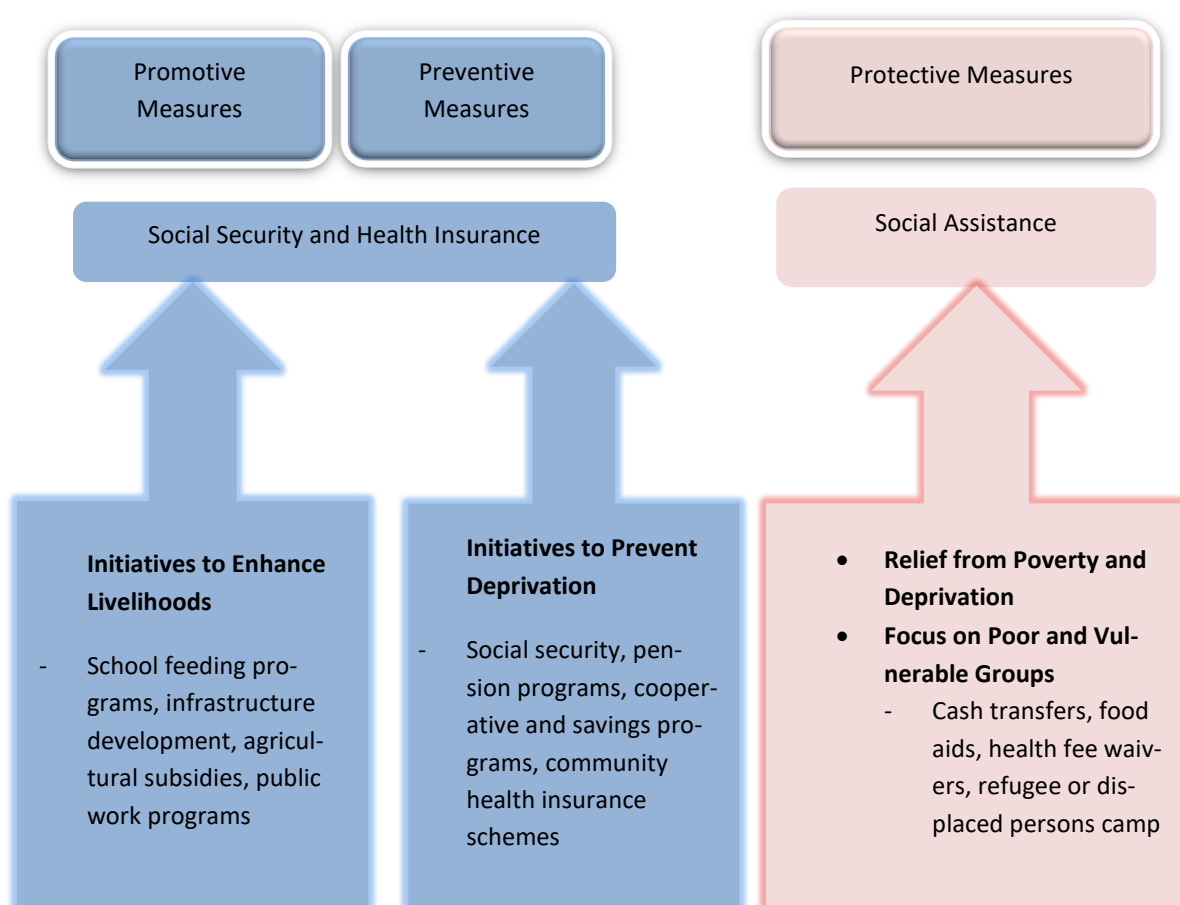 Promotive
Measures
Preventive
Measures
Protective Measures
Social Security and Health Insurance
Social Assistance
Initiatives to Enhance
Livelihoods
- School feeding pro-
grams, infrastructure
development, agricul-
tural subsidies, public
work programs
Initiatives to Prevent
Deprivation
- Social security, pen-
sion programs, cooper-
ative and savings pro-
grams, community
health insurance
schemes
• Relief from Poverty and
Deprivation
• Focus on Poor and Vul-
nerable Groups
- Cash transfers, food
aids, health fee waiv-
ers, refugee or dis-
placed persons camp